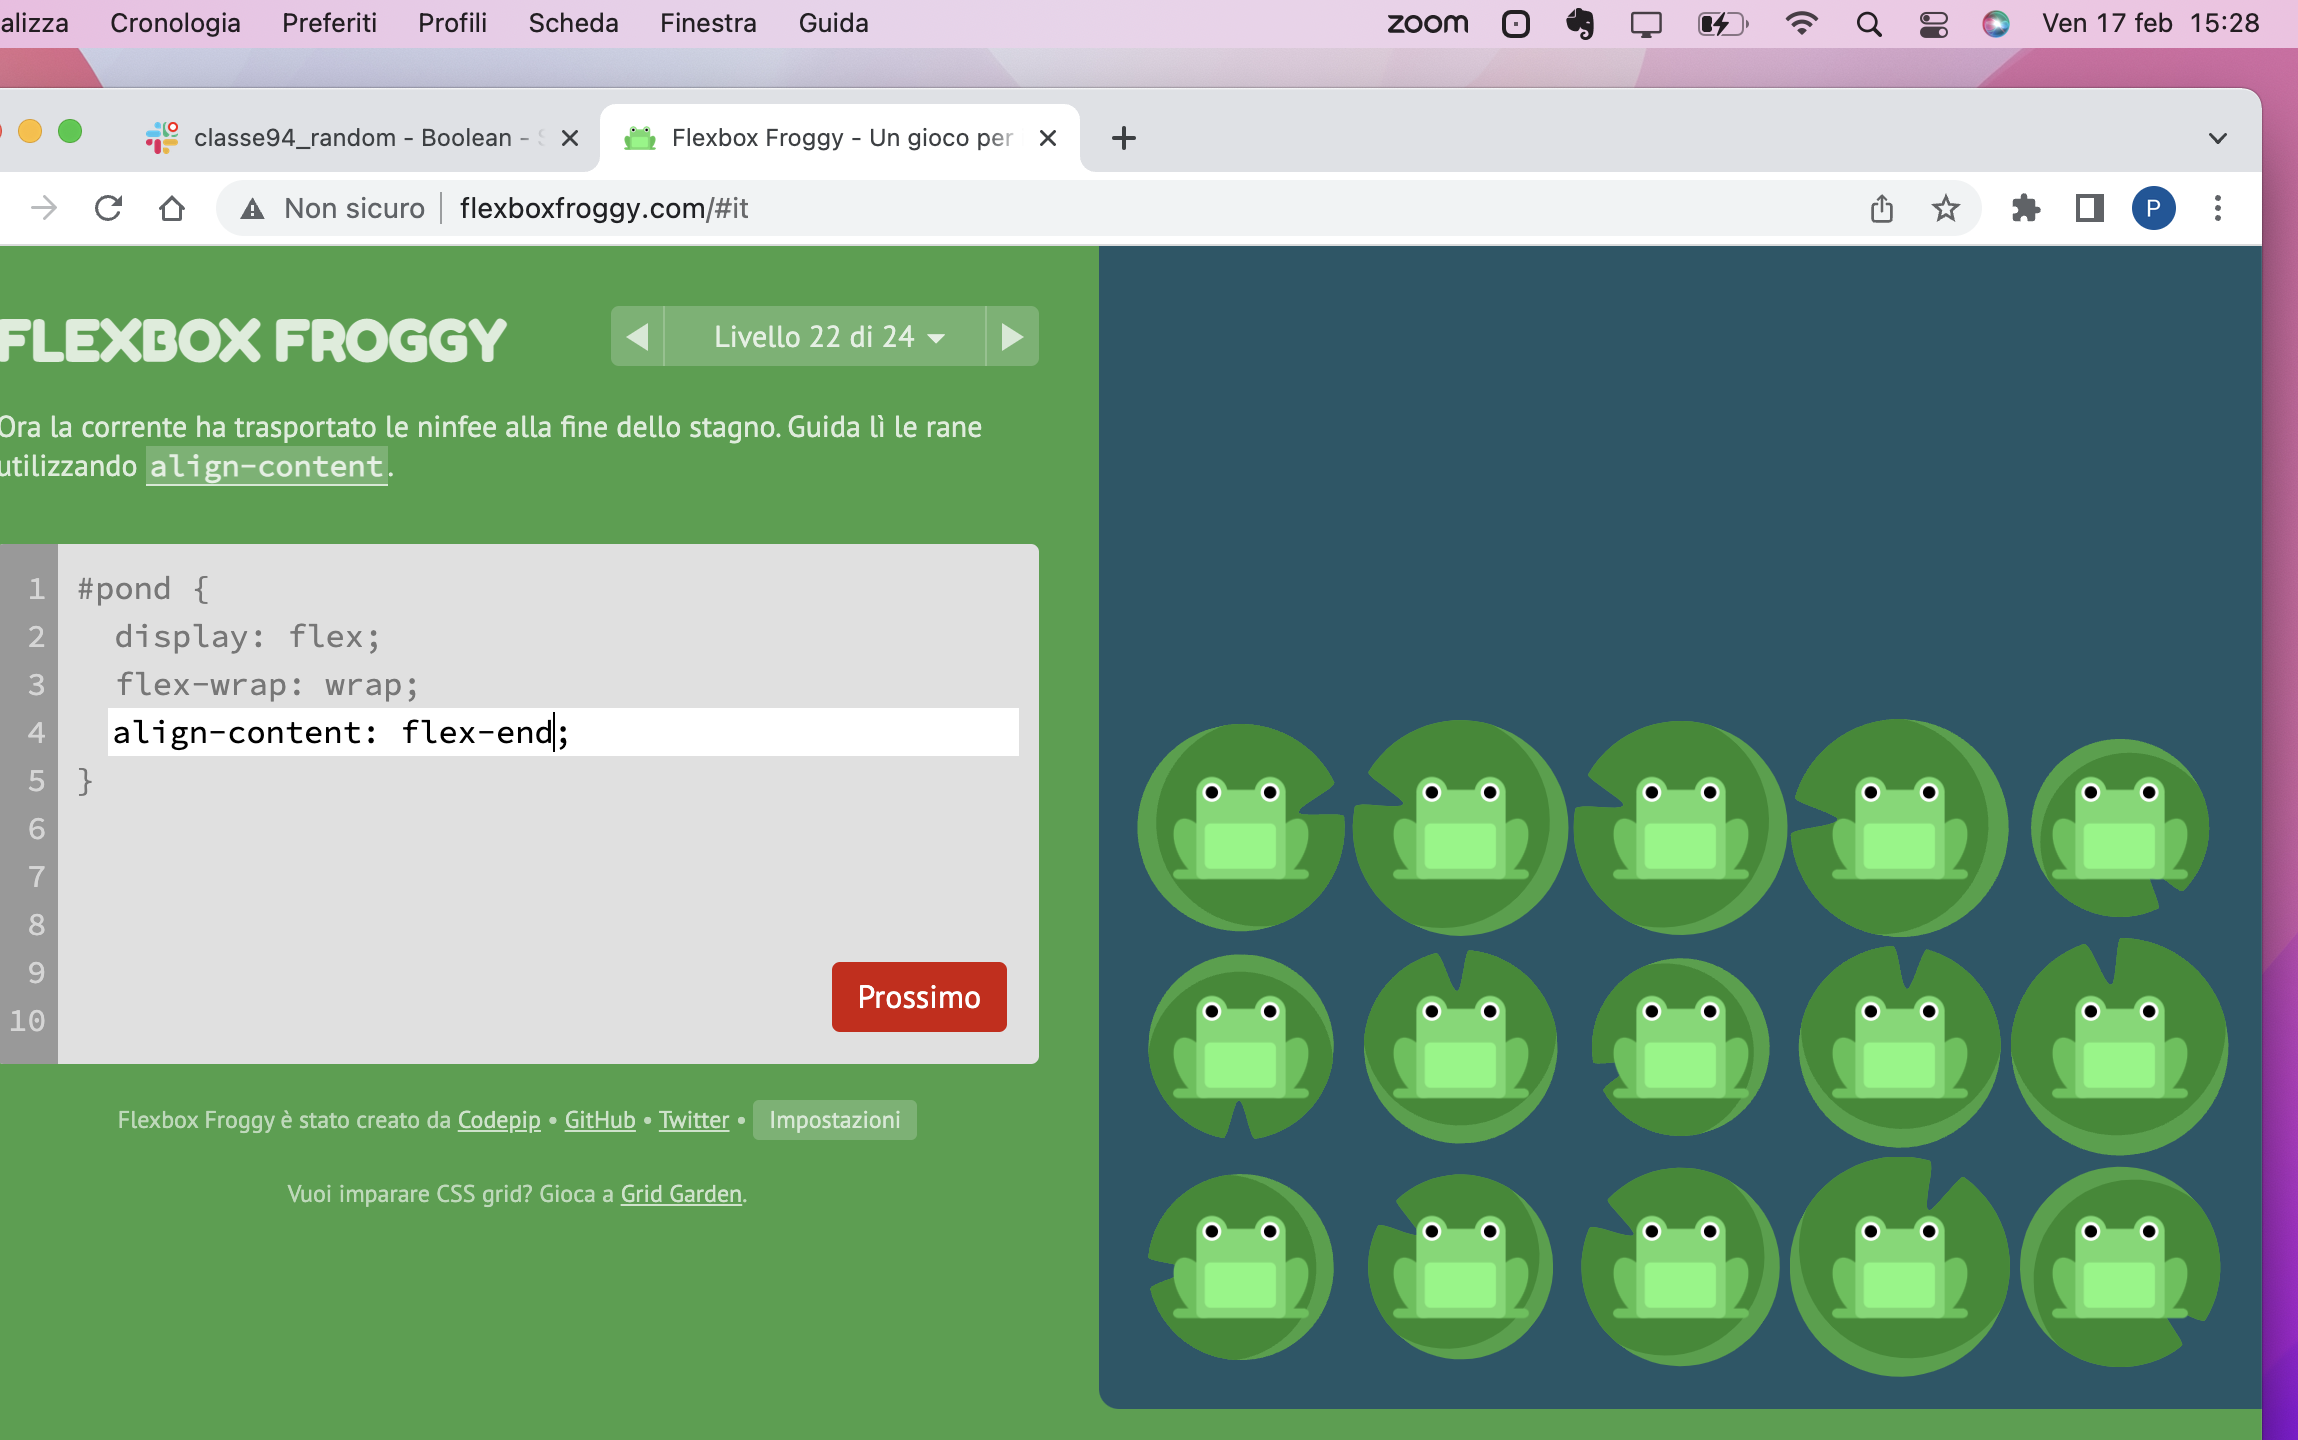 alizza Cronologia Preferiti Profili Scheda Finestra Guida zoom Ven 17 feb 15:28
classe94_random - Boolean - S Flexbox Froggy - Un gioco per
Non sicuro flexboxfroggy.com/#it P
FLEXBOX FROGGY Livello 22 di 24
Ora la corrente ha trasportato le ninfee alla fine dello stagno. Guida lì le rane
utilizzando align-content.
1 #pond {
2 display: flex;
3 flex-wrap: wrap;
4 align-content: flex-end;
5 }
6
7
8
9
10
Prossimo
Flexbox Froggy è stato creato da Codepip • GitHub • Twitter • Impostazioni
Vuoi imparare CSS grid? Gioca a Grid Garden.